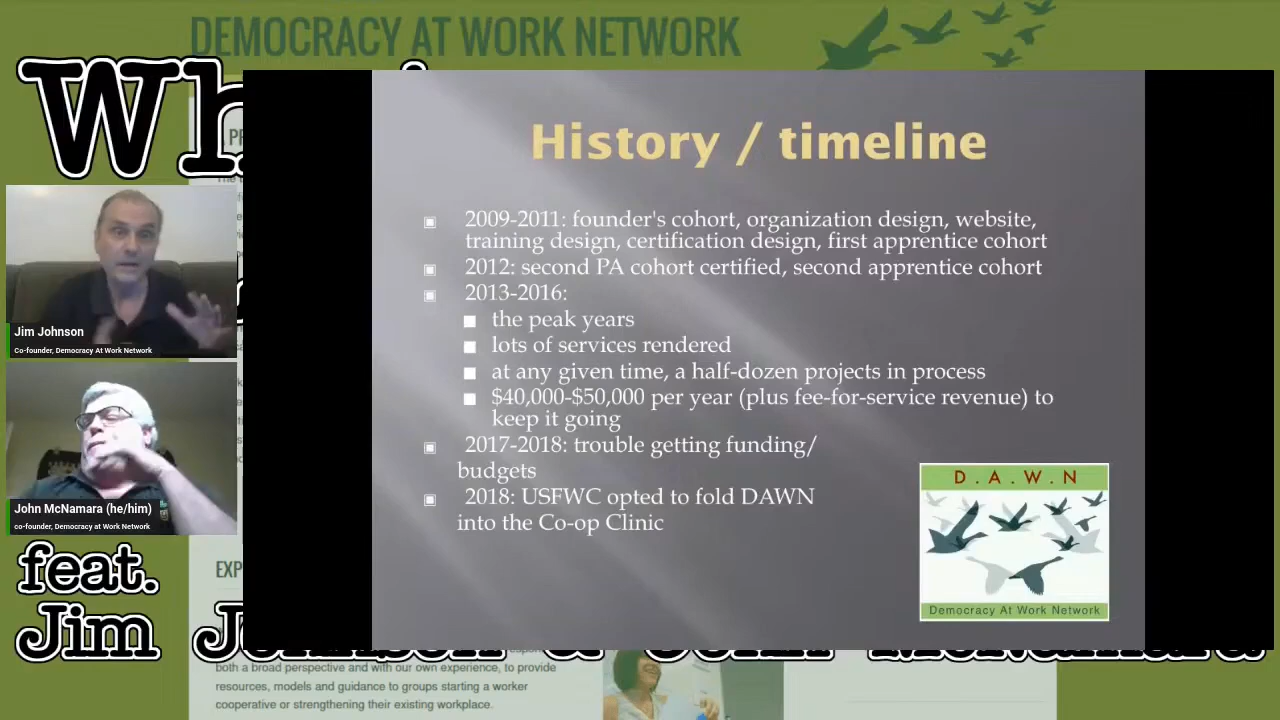 DEMOCRACY AT WORK NETWORK
Wh
History / timeline
2009-2011: founder's cohort, organization design, website,
training design, certification design, first apprentice cohort
2012: second PA cohort certified, second apprentice cohort
2013-2016:
the peak years
lots of services rendered
at any given time, a half-dozen projects in process
$40,000-$50,000 per year (plus fee-for-service revenue) to
keep it going
2017-2018: trouble getting funding/
budgets
2018: USFWC opted to fold DAWN
into the Co-op Clinic
D.A.W.N
Democracy At Work Network
Jim Johnson
Co-founder, Democracy At Work Network
John McNamara (he/him)
co-founder, Democracy at Work Network
feat.
Jim
EXP
both a broad perspective and with our own experience, to provide
resources, models and guidance to groups starting a worker
cooperative or strengthening their existing workplace.